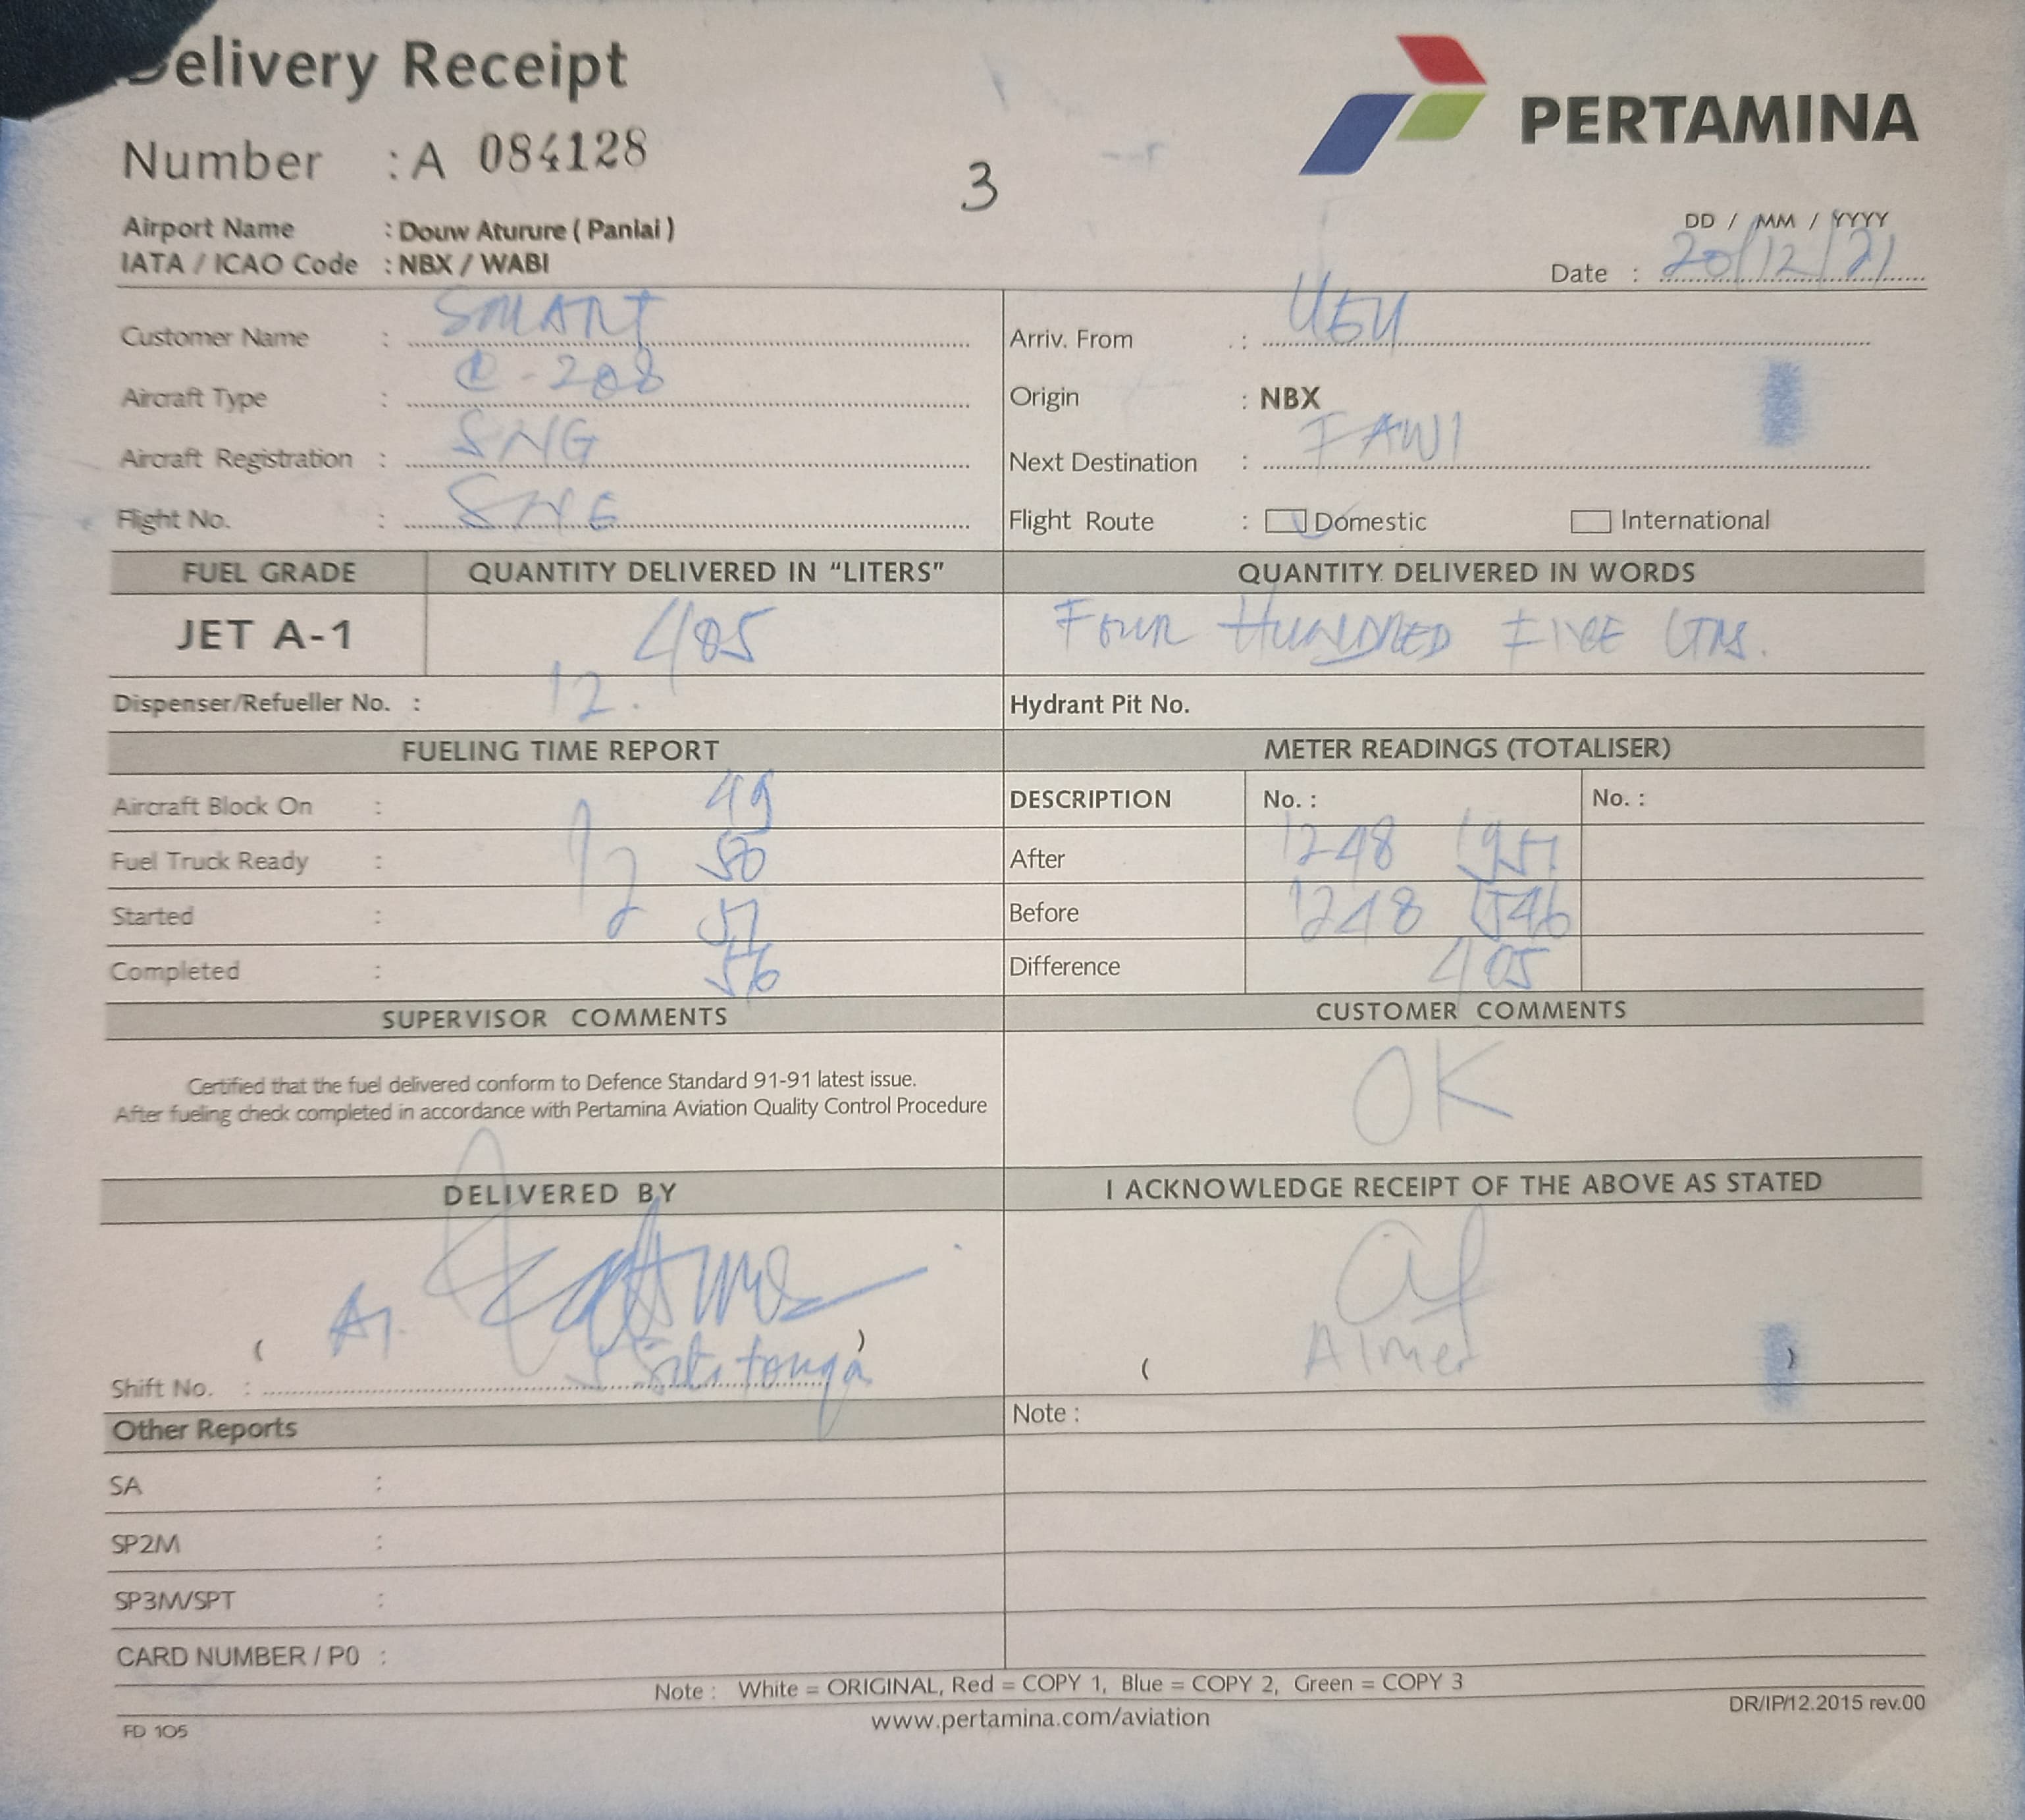 Delivery Receipt
PERTAMINA
Number : A 084128
3
Airport Name : Douw Aturure ( Panlai )
IATA / ICAO Code : NBX / WABI
DD / MM / YYYY
Date : 20/12/21
Customer Name : SMART
Arriv. From :
Aircraft Type : C-208
Origin : NBX
Aircraft Registration : SNG
Next Destination : FAWI
Flight No. : SNG
Flight Route : Domestic International
FUEL GRADE QUANTITY DELIVERED IN “LITERS” QUANTITY DELIVERED IN WORDS
JET A-1 405 FOUR HUNDRED FIVE LTRS.
Dispenser/Refueller No. : 12. Hydrant Pit No.
FUELING TIME REPORT METER READINGS (TOTALISER)
Aircraft Block On : 49 DESCRIPTION No. : No. :
Fuel Truck Ready : 12 50 After 1248 1951
Started : Before 1248 1546
Completed : 56 Difference 405
SUPERVISOR COMMENTS CUSTOMER COMMENTS
Certified that the fuel delivered conform to Defence Standard 91-91 latest issue.
After fueling check completed in accordance with Pertamina Aviation Quality Control Procedure
OK
DELIVERED BY I ACKNOWLEDGE RECEIPT OF THE ABOVE AS STATED
( ) ( )
Shift No. :
Other Reports Note :
SA :
SP2M :
SP3M/SPT :
CARD NUMBER / P0 :
Note : White = ORIGINAL, Red = COPY 1, Blue = COPY 2, Green = COPY 3
FD 105 www.pertamina.com/aviation DR/IP/12.2015 rev.00